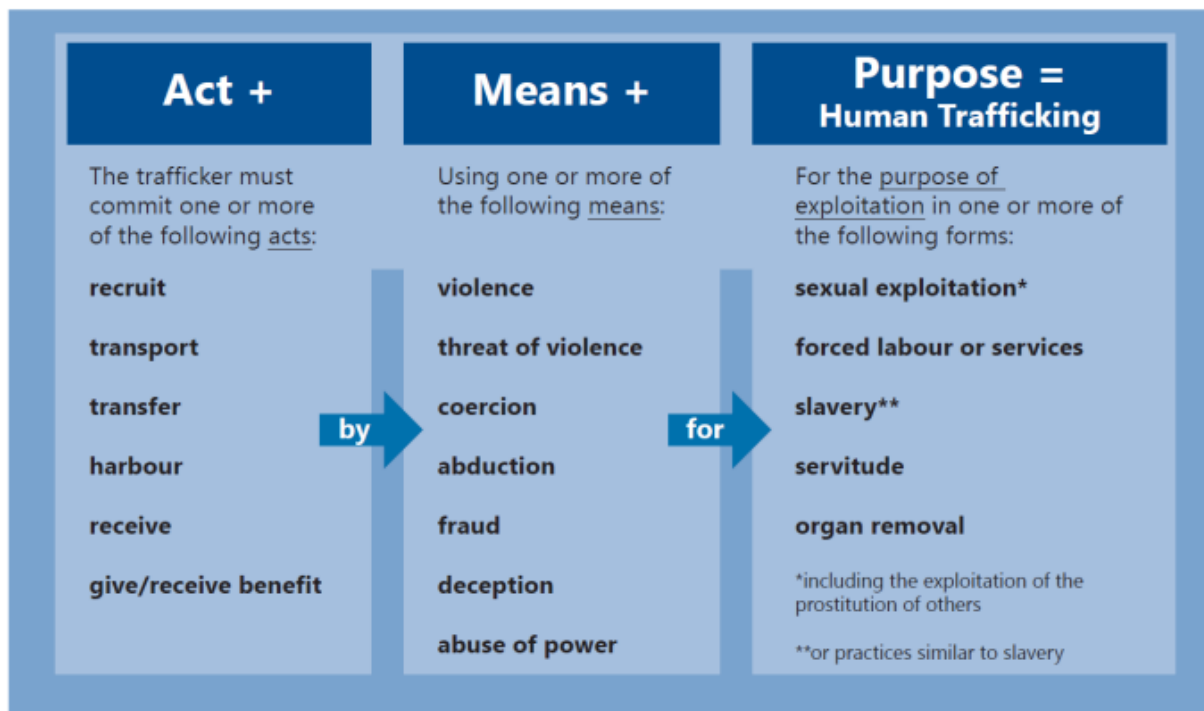 Act +
The trafficker must
commit one or more
of the following acts:
recruit
transport
transfer
harbour
receive
give/receive benefit
by
Means +
Using one or more of
the following means:
violence
threat of violence
coercion
abduction
fraud
deception
abuse of power
for
Purpose =
Human Trafficking
For the purpose of
exploitation in one or more of
the following forms:
sexual exploitation*
forced labour or services
slavery**
servitude
organ removal
*including the exploitation of the
prostitution of others
**or practices similar to slavery